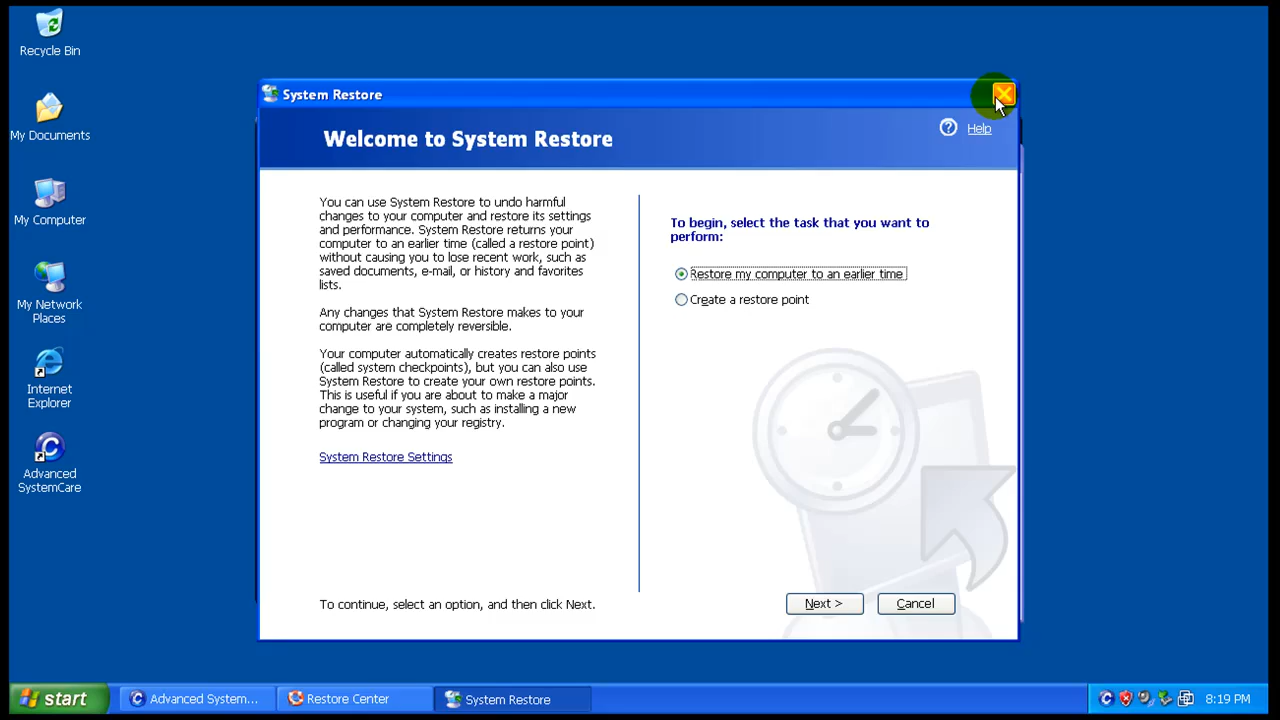 Recycle Bin
My Documents
My Computer
My Network
Places
Internet
Explorer
Advanced
SystemCare
System Restore
Welcome to System Restore
? Help
You can use System Restore to undo harmful
changes to your computer and restore its settings
and performance. System Restore returns your
computer to an earlier time (called a restore point)
without causing you to lose recent work, such as
saved documents, e-mail, or history and favorites
lists.
Any changes that System Restore makes to your
computer are completely reversible.
Your computer automatically creates restore points
(called system checkpoints), but you can also use
System Restore to create your own restore points.
This is useful if you are about to make a major
change to your system, such as installing a new
program or changing your registry.
System Restore Settings
To continue, select an option, and then click Next.
To begin, select the task that you want to
perform:
Restore my computer to an earlier time
Create a restore point
Next >
Cancel
start
Advanced System...
Restore Center
System Restore
8:19 PM